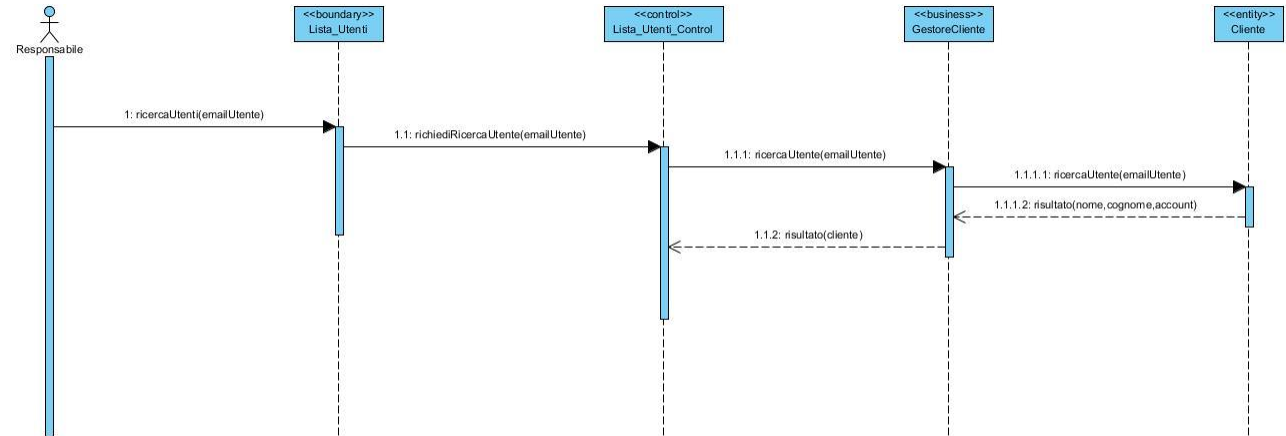 <<boundary>>
Lista_Utenti
<<control>>
Lista_Utenti_Control
<<business>>
GestoreCliente
<<entity>>
Cliente
Responsabile
1: ricercaUtenti(emailUtente)
1.1: richiediRicercaUtente(emailUtente)
1.1.1: ricercaUtente(emailUtente)
1.1.1.1: ricercaUtente(emailUtente)
1.1.1.2: risultato(nome,cognome,account)
1.1.2: risultato(cliente)